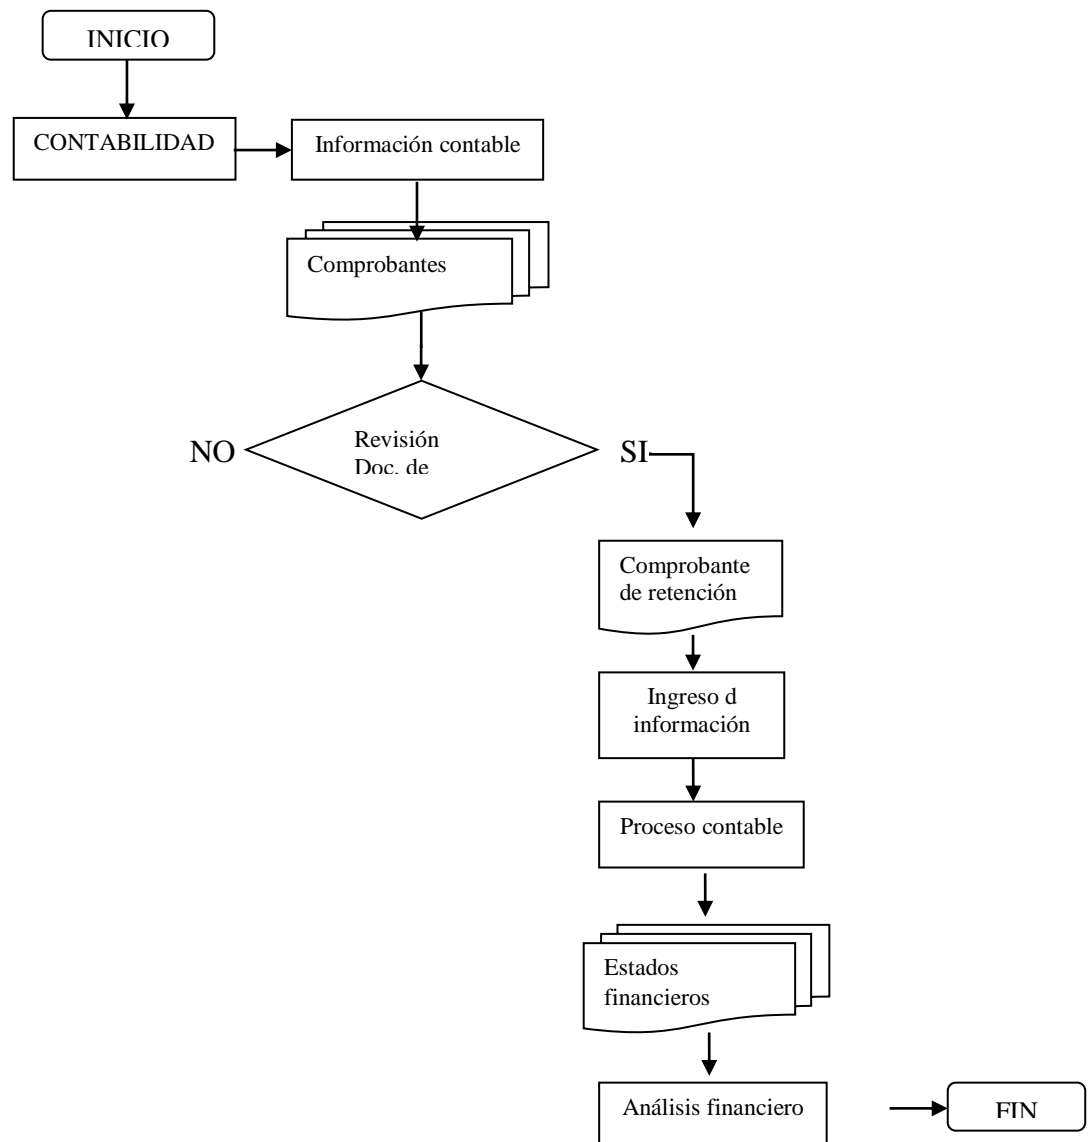 INICIO
CONTABILIDAD
Información contable
Comprobantes
NO
Revisión
Doc. de
SI
Comprobante
de retención
Ingreso d
información
Proceso contable
Estados
financieros
Análisis financiero
FIN